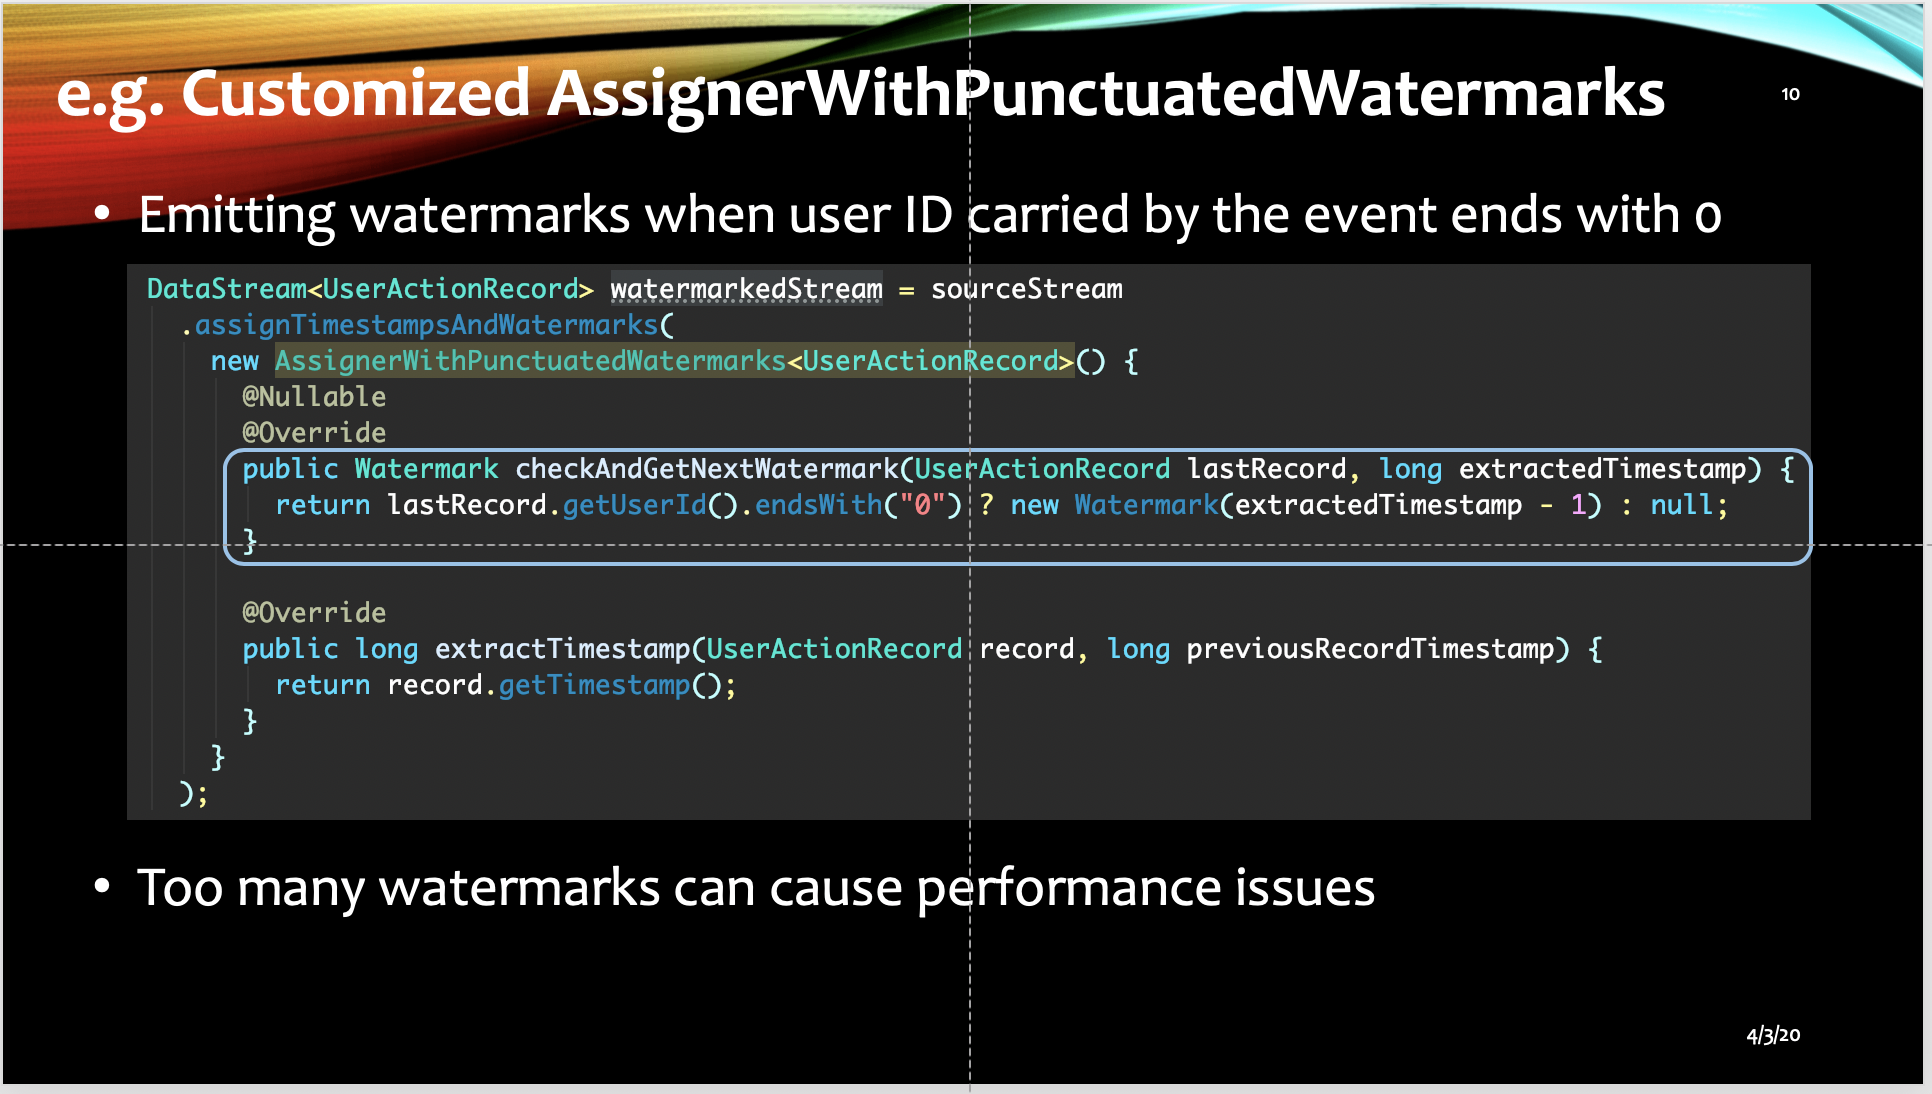 e.g. Customized AssignerWithPunctuatedWatermarks
10
• Emitting watermarks when user ID carried by the event ends with 0
DataStream<UserActionRecord> watermarkedStream = sourceStream
.assignTimestampsAndWatermarks(
new AssignerWithPunctuatedWatermarks<UserActionRecord>() {
@Nullable
@Override
public Watermark checkAndGetNextWatermark(UserActionRecord lastRecord, long extractedTimestamp) {
return lastRecord.getUserId().endsWith("0") ? new Watermark(extractedTimestamp - 1) : null;
}
@Override
public long extractTimestamp(UserActionRecord record, long previousRecordTimestamp) {
return record.getTimestamp();
}
}
);
• Too many watermarks can cause performance issues
4/3/20